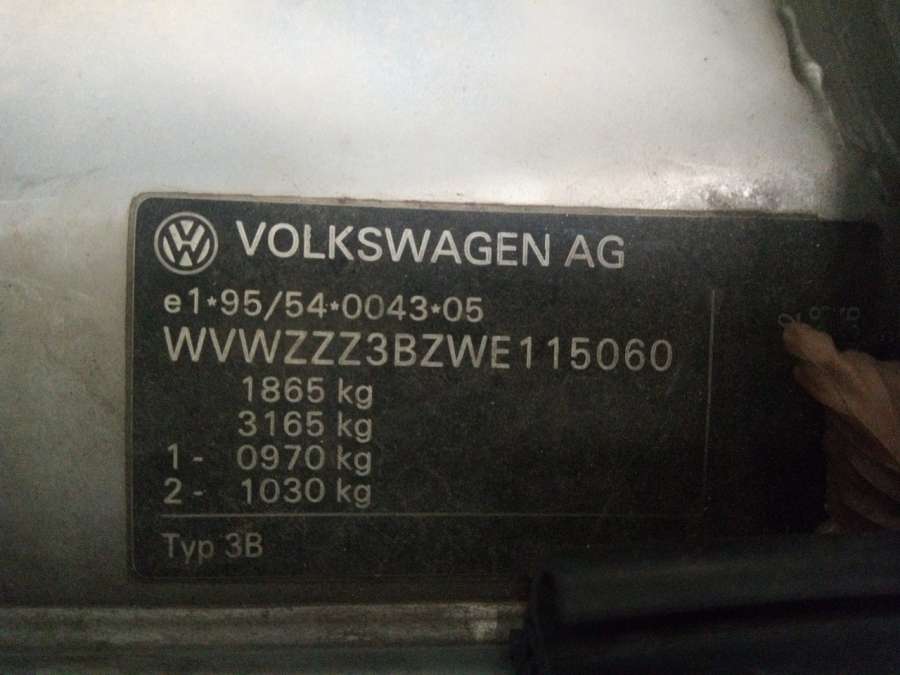 VOLKSWAGEN AG
e1*95/54*0043*05
WVWZZZ3BZWE115060
1865 kg
3165 kg
1- 0970 kg
2- 1030 kg
Typ 3B